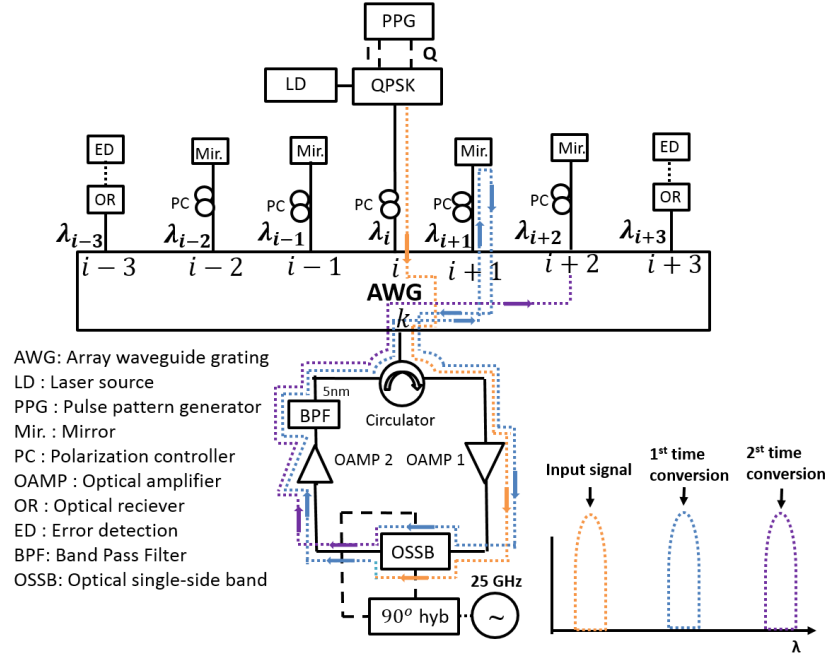 PPG
I
Q
LD
QPSK
ED
Mir.
Mir.
Mir.
Mir.
ED
OR
PC
PC
PC
PC
PC
OR
λi-3
λi-2
λi-1
λi
λi+1
λi+2
λi+3
i − 3
i − 2
i − 1
i
i + 1
i + 2
i + 3
AWG
k
AWG: Array waveguide grating
LD : Laser source
PPG : Pulse pattern generator
Mir. : Mirror
PC : Polarization controller
OAMP : Optical amplifier
OR : Optical reciever
ED : Error detection
BPF: Band Pass Filter
OSSB: Optical single-side band
5nm
BPF
Circulator
OAMP 2
OAMP 1
OSSB
25 GHz
90° hyb
~
Input signal
1st time
conversion
2st time
conversion
λ